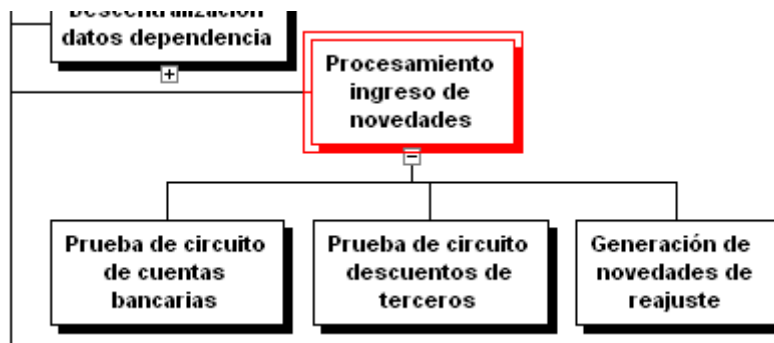 Descentralización
datos dependencia
Procesamiento
ingreso de
novedades
Prueba de circuito
de cuentas
bancarias
Prueba de circuito
descuentos de
terceros
Generación de
novedades de
reajuste